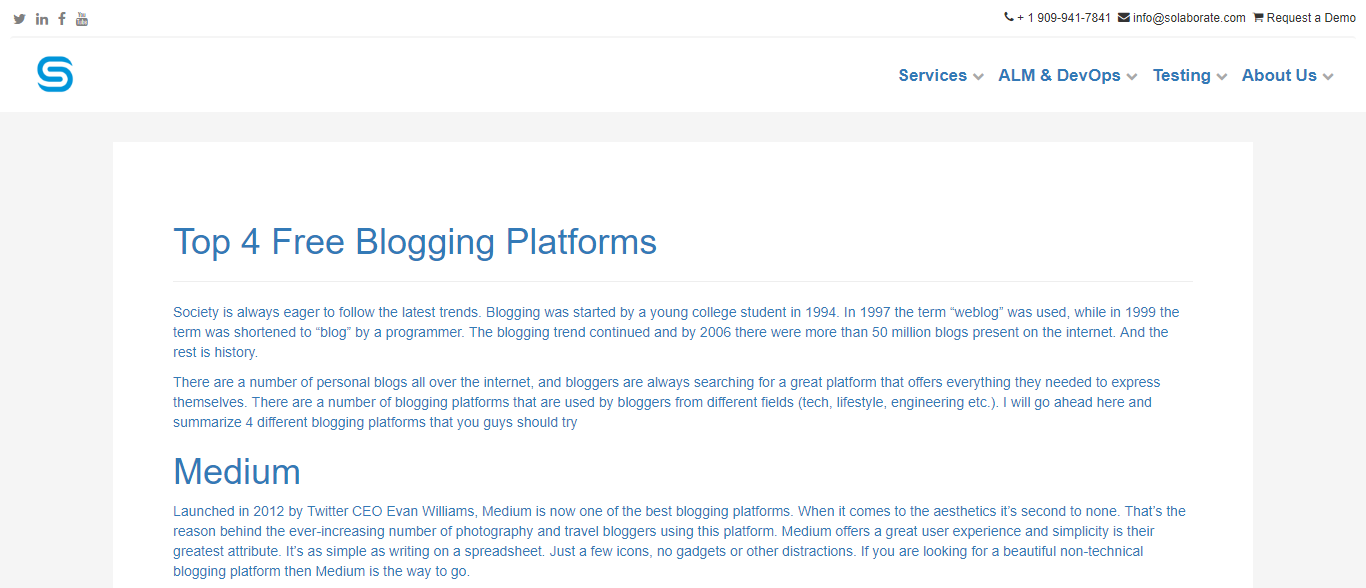 + 1 909-941-7841 info@solaborate.com Request a Demo
Services ALM & DevOps Testing About Us
Top 4 Free Blogging Platforms
Society is always eager to follow the latest trends. Blogging was started by a young college student in 1994. In 1997 the term “weblog” was used, while in 1999 the
term was shortened to “blog” by a programmer. The blogging trend continued and by 2006 there were more than 50 million blogs present on the internet. And the
rest is history.
There are a number of personal blogs all over the internet, and bloggers are always searching for a great platform that offers everything they needed to express
themselves. There are a number of blogging platforms that are used by bloggers from different fields (tech, lifestyle, engineering etc.). I will go ahead here and
summarize 4 different blogging platforms that you guys should try
Medium
Launched in 2012 by Twitter CEO Evan Williams, Medium is now one of the best blogging platforms. When it comes to the aesthetics it’s second to none. That’s the
reason behind the ever-increasing number of photography and travel bloggers using this platform. Medium offers a great user experience and simplicity is their
greatest attribute. It’s as simple as writing on a spreadsheet. Just a few icons, no gadgets or other distractions. If you are looking for a beautiful non-technical
blogging platform then Medium is the way to go.